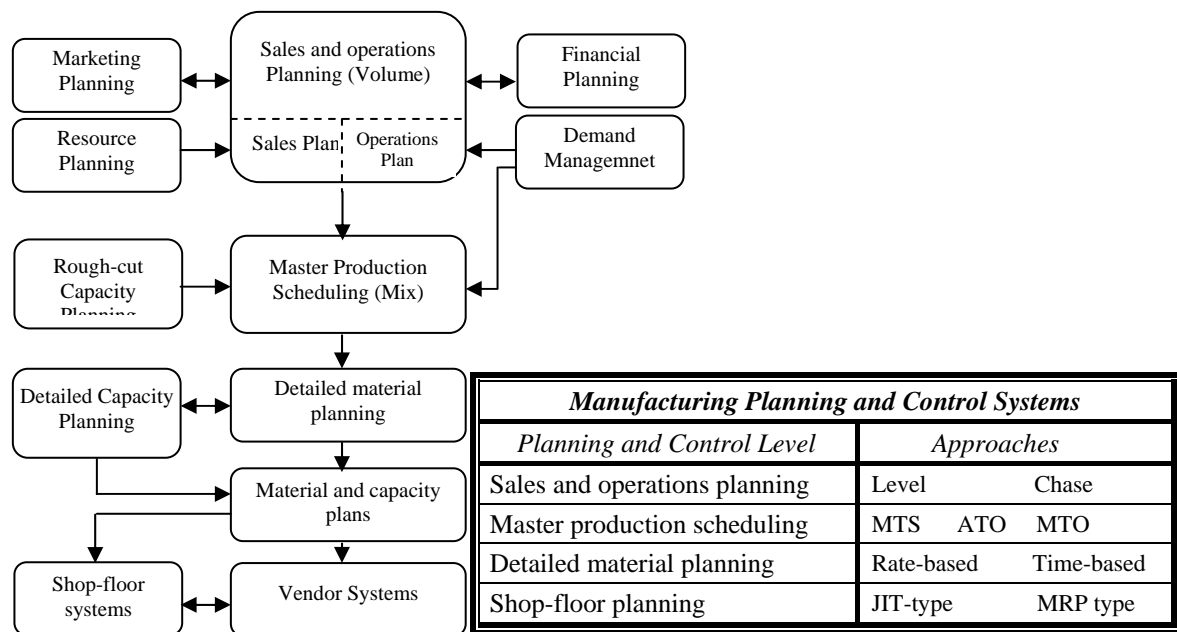 Marketing
Planning
Sales and operations
Planning (Volume)
Financial
Planning
Resource
Planning
Sales Plan
Operations
Plan
Demand
Managemnet
Rough-cut
Capacity
Planning
Master Production
Scheduling (Mix)
Detailed Capacity
Planning
Detailed material
planning
Material and capacity
plans
Shop-floor
systems
Vendor Systems
Manufacturing Planning and Control Systems
Planning and Control Level Approaches
Sales and operations planning Level Chase
Master production scheduling MTS ATO MTO
Detailed material planning Rate-based Time-based
Shop-floor planning JIT-type MRP type